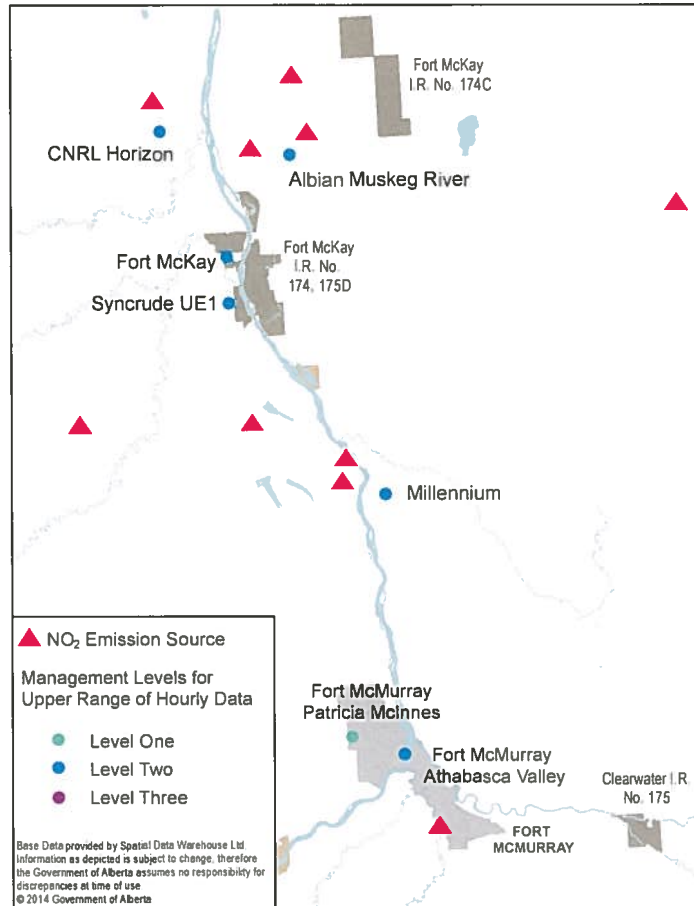 Fort McKay
I.R. No. 174C
CNRL Horizon
Albian Muskeg River
Fort McKay
Fort McKay
I.R. No.
174, 175D
Syncrude UE1
Millennium
NO₂ Emission Source
Management Levels for
Upper Range of Hourly Data
Level One
Level Two
Level Three
Fort McMurray
Patricia McInnes
Fort McMurray
Athabasca Valley
Clearwater I.R.
No. 175
FORT
MCMURRAY
Base Data provided by Spatial Data Warehouse Ltd.
Information as depicted is subject to change, therefore
the Government of Alberta assumes no responsibility for
discrepancies at time of use
© 2014 Government of Alberta